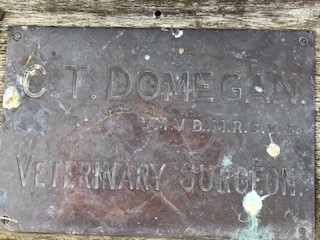 C. T. DOMEGAN.
M.V.B., M.R.C.V.S.
VETERINARY SURGEON